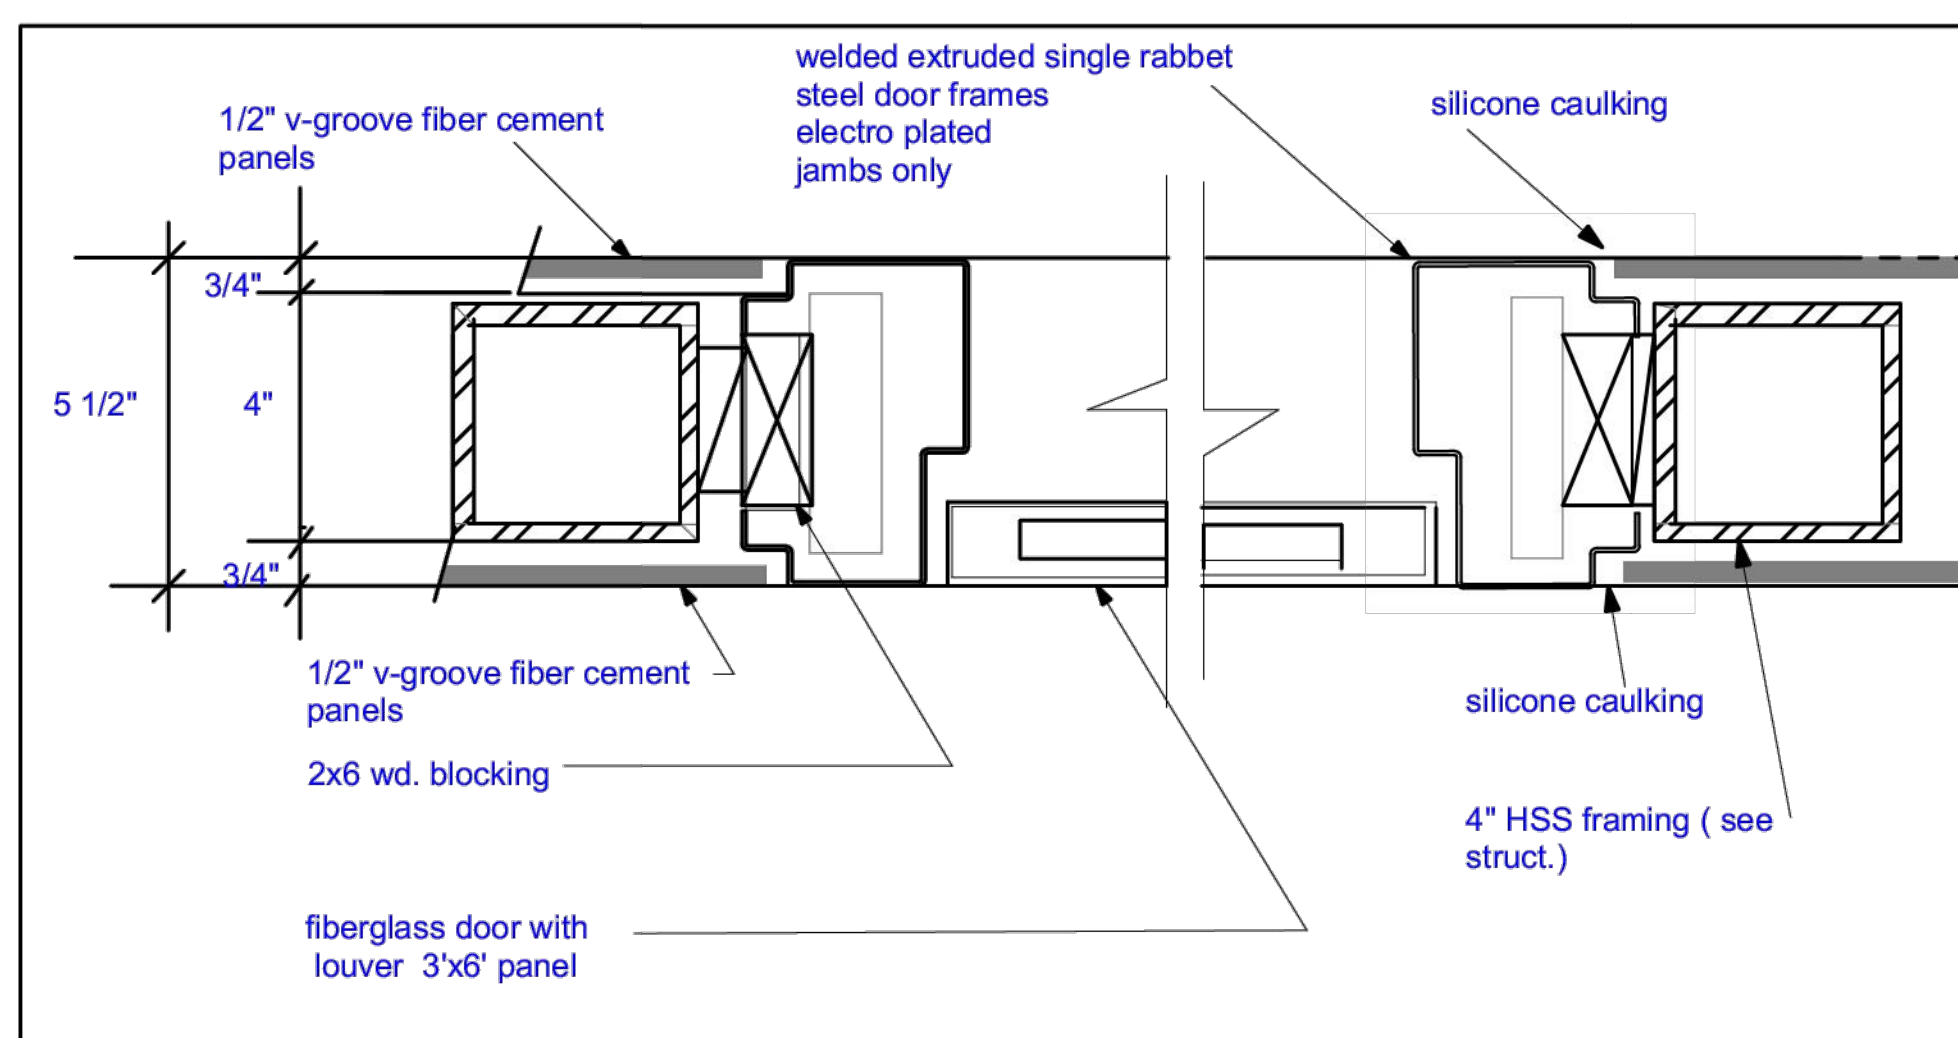 welded extruded single rabbet
steel door frames
electro plated
jambs only
silicone caulking
1/2" v-groove fiber cement
panels
3/4"
5 1/2"
4"
3/4"
1/2" v-groove fiber cement
panels
silicone caulking
2x6 wd. blocking
4" HSS framing ( see
struct.)
fiberglass door with
louver 3'x6' panel